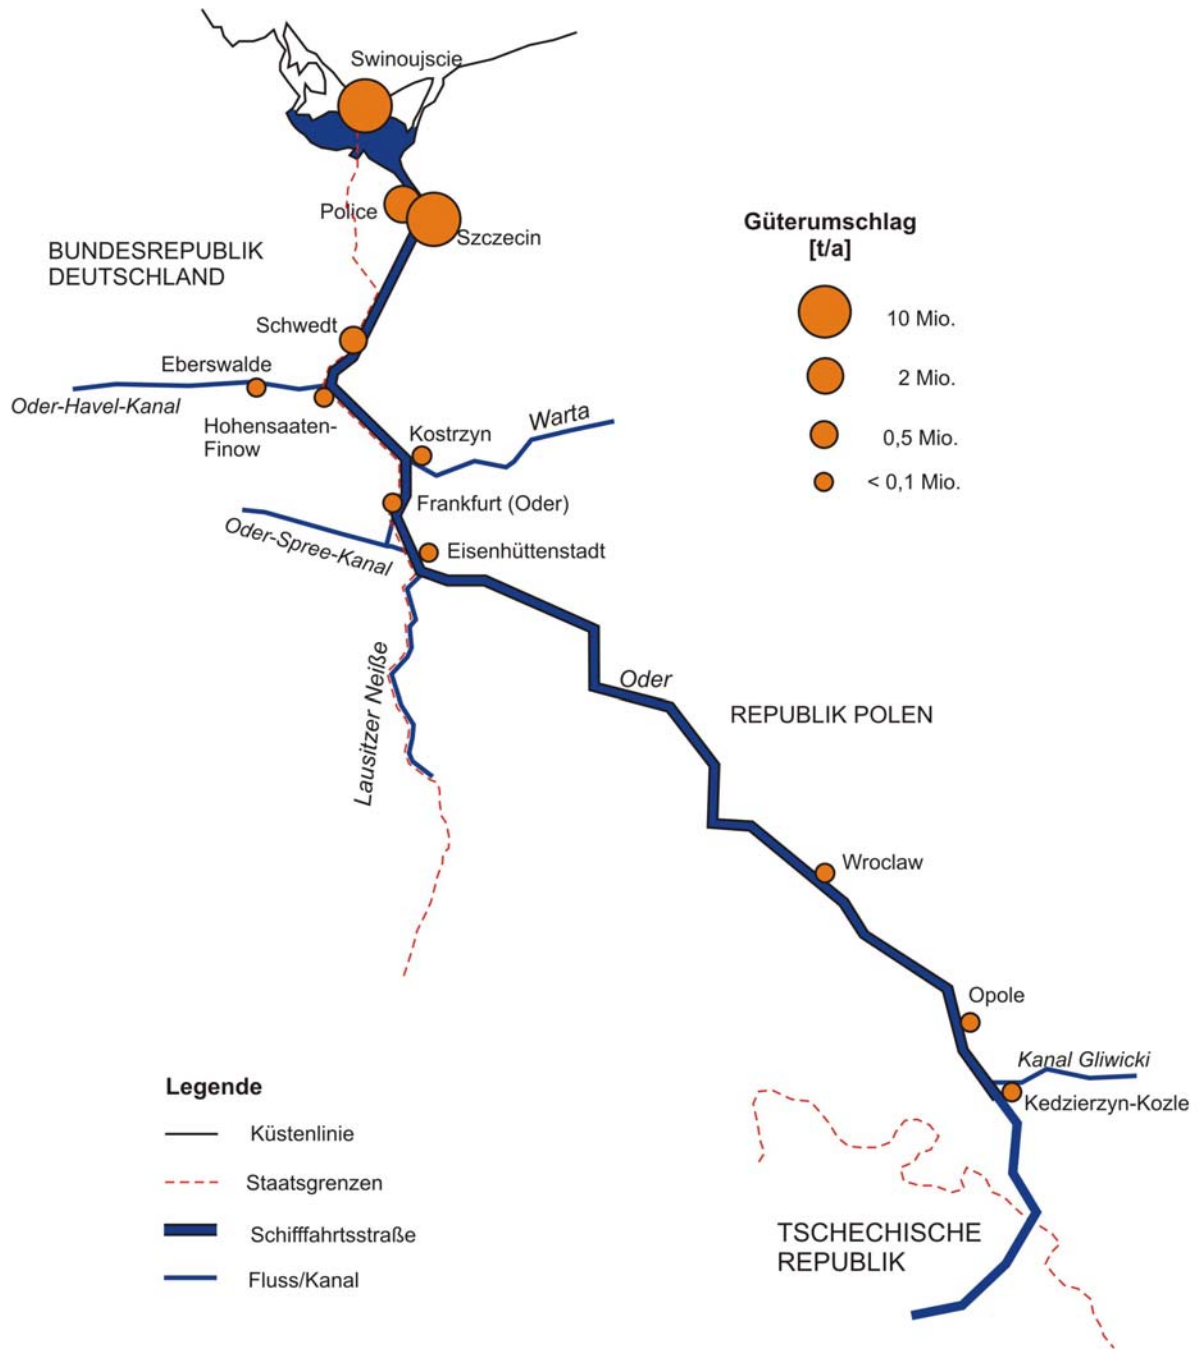 Swinoujscie
Police
Szczecin
BUNDESREPUBLIK
DEUTSCHLAND
Güterumschlag
[t/a]
10 Mio.
2 Mio.
0,5 Mio.
< 0,1 Mio.
Schwedt
Eberswalde
Oder-Havel-Kanal
Hohensaaten-
Finow
Kostrzyn
Warta
Frankfurt (Oder)
Oder-Spree-Kanal
Eisenhüttenstadt
Lausitzer Neiße
Oder
REPUBLIK POLEN
Wroclaw
Opole
Kanal Gliwicki
Kedzierzyn-Kozle
Legende
Küstenlinie
Staatsgrenzen
Schifffahrtsstraße
Fluss/Kanal
TSCHECHISCHE
REPUBLIK